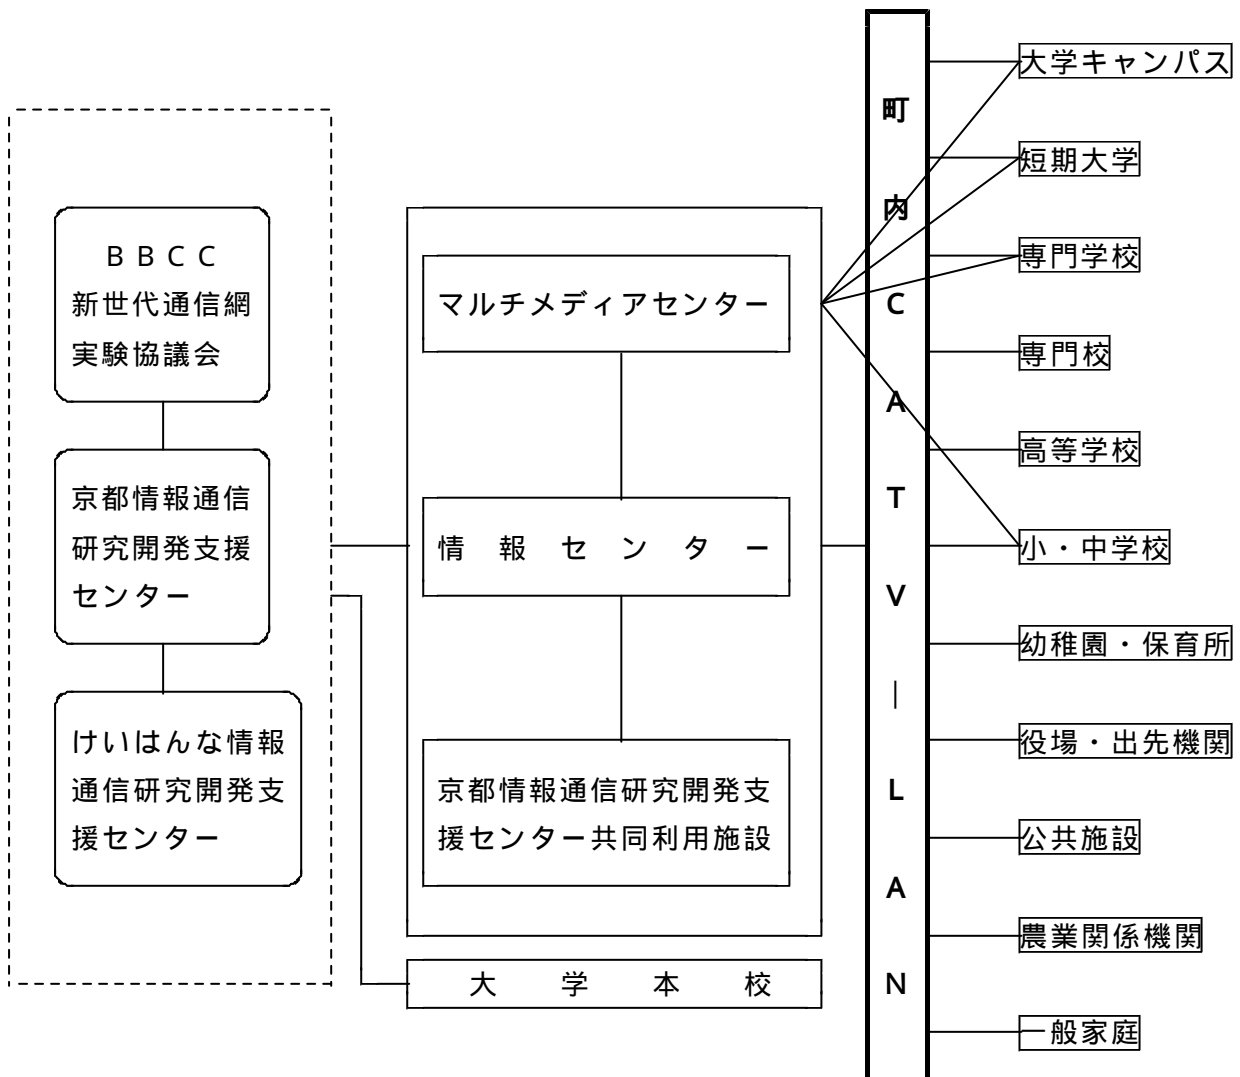 ＢＢＣＣ
新世代通信網
実験協議会
京都情報通信
研究開発支援
センター
けいはんな情報
通信研究開発支
援センター
マルチメディアセンター
情報センター
京都情報通信研究開発支
援センター共同利用施設
大学本校
町内ＣＡＴＶ｜ＬＡＮ
大学キャンパス
短期大学
専門学校
専門校
高等学校
小・中学校
幼稚園・保育所
役場・出先機関
公共施設
農業関係機関
一般家庭